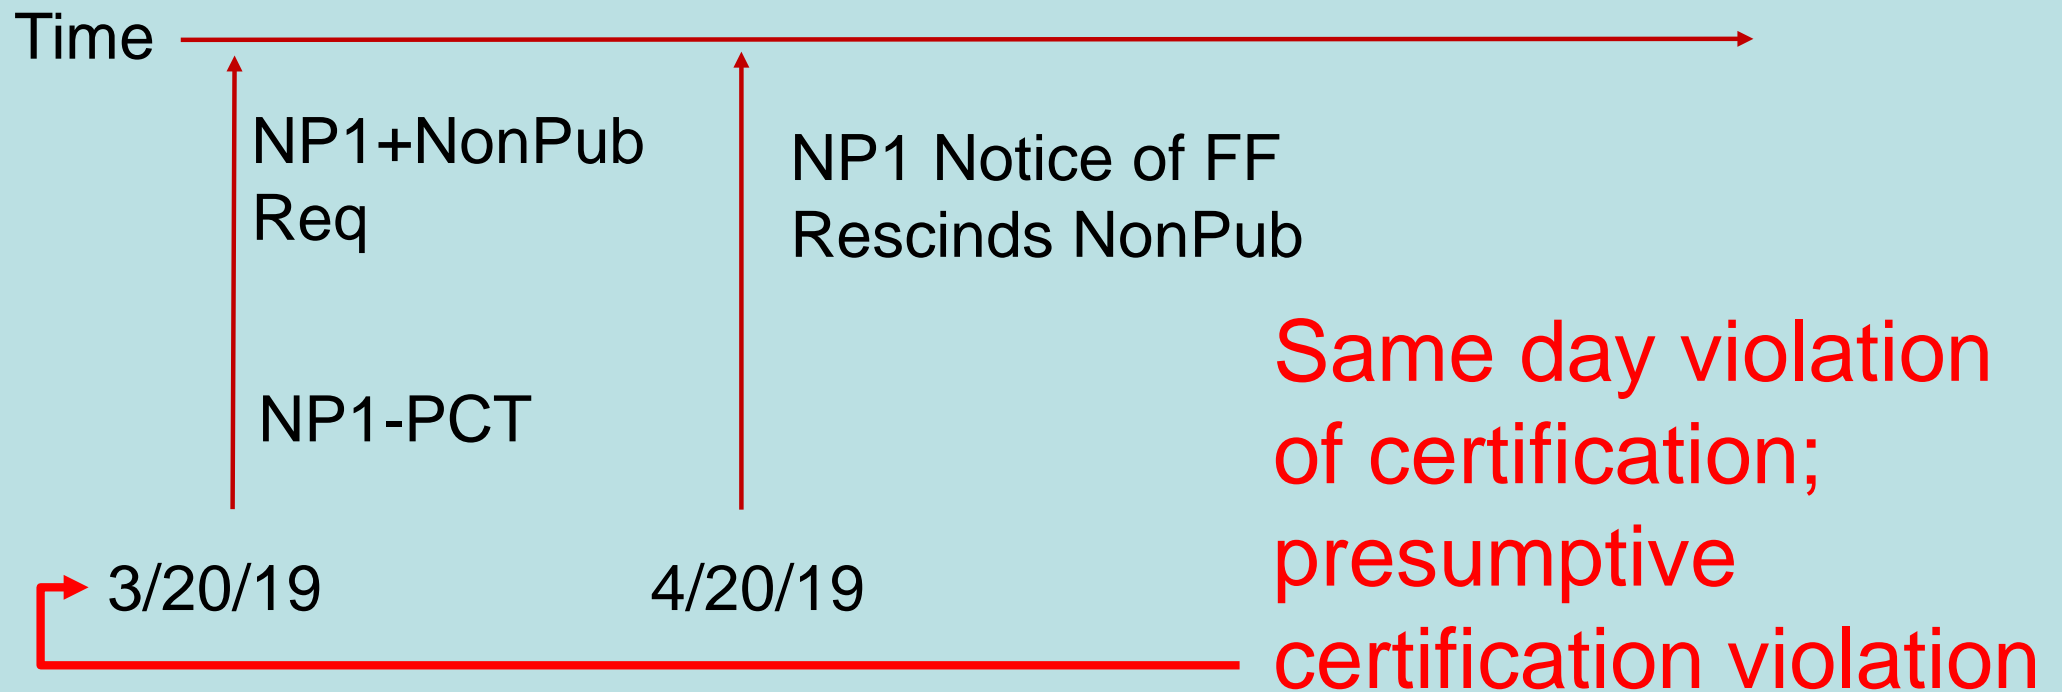 Time
NP1+NonPub
Req
NP1 Notice of FF
Rescinds NonPub
NP1-PCT
Same day violation
of certification;
presumptive
certification violation
3/20/19
4/20/19